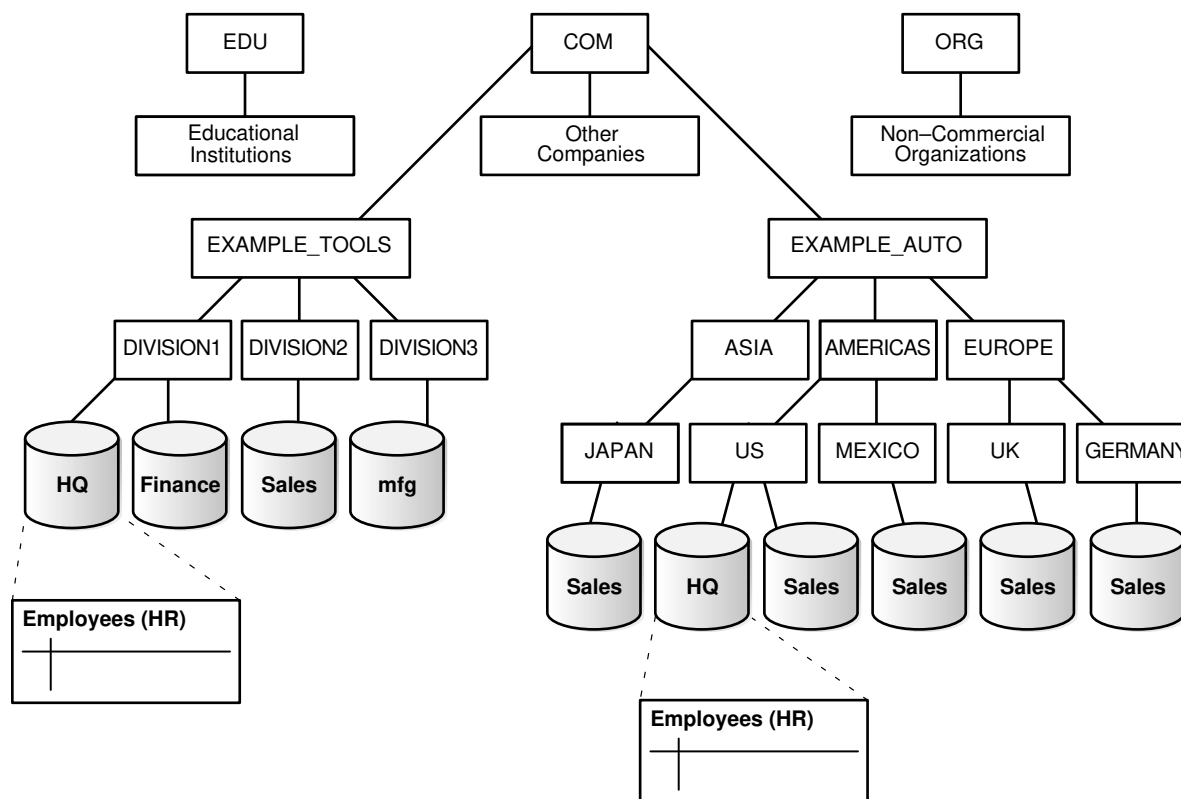 EDU
COM
ORG
Educational
Institutions
Other
Companies
Non–Commercial
Organizations
EXAMPLE_TOOLS
EXAMPLE_AUTO
DIVISION1
DIVISION2
DIVISION3
ASIA
AMERICAS
EUROPE
HQ
Finance
Sales
mfg
JAPAN
US
MEXICO
UK
GERMANY
Sales
HQ
Sales
Sales
Sales
Sales
Employees (HR)
Employees (HR)